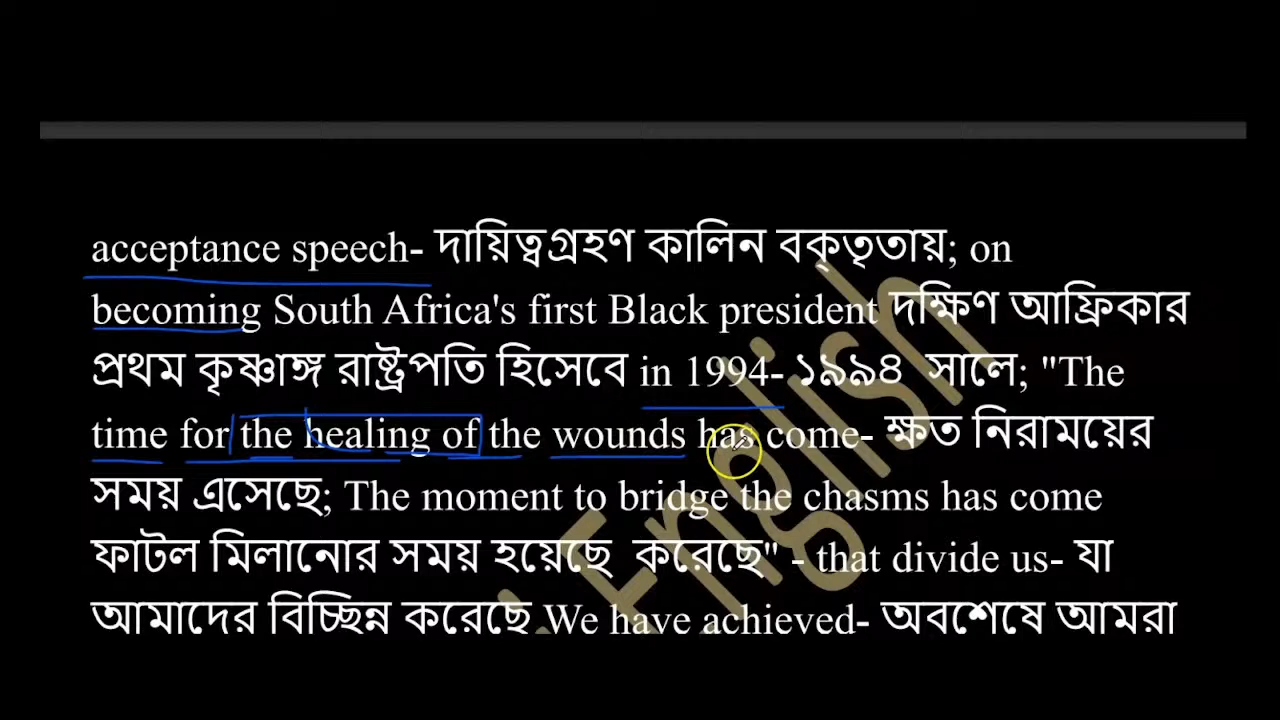 acceptance speech- দায়িত্বগ্রহণ কালিন বক্তৃতায়; on
becoming South Africa's first Black president দক্ষিণ আফ্রিকার
প্রথম কৃষ্ণাঙ্গ রাষ্ট্রপতি হিসেবে in 1994- ১৯৯৪ সালে; "The
time for the healing of the wounds has come- ক্ষত নিরাময়ের
সময় এসেছে; The moment to bridge the chasms has come
ফাটল মিলানোর সময় হয়েছে করেছে" - that divide us- যা
আমাদের বিচ্ছিন্ন করেছে We have achieved- অবশেষে আমরা
English